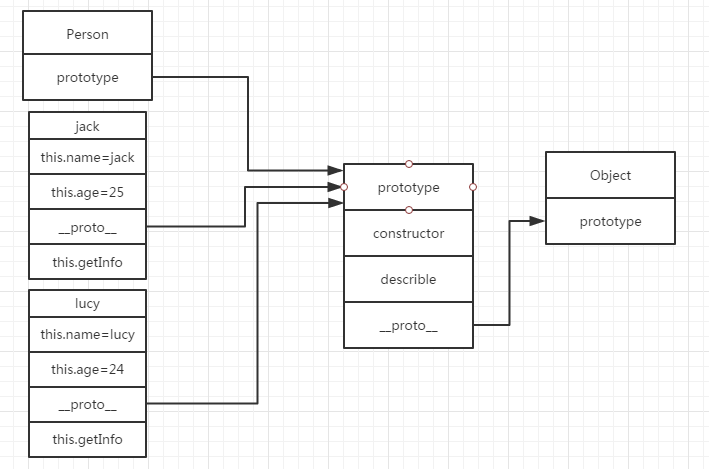 Person
prototype
jack
this.name=jack
this.age=25
__proto__
this.getInfo
lucy
this.name=lucy
this.age=24
__proto__
this.getInfo
prototype
constructor
describle
__proto__
Object
prototype